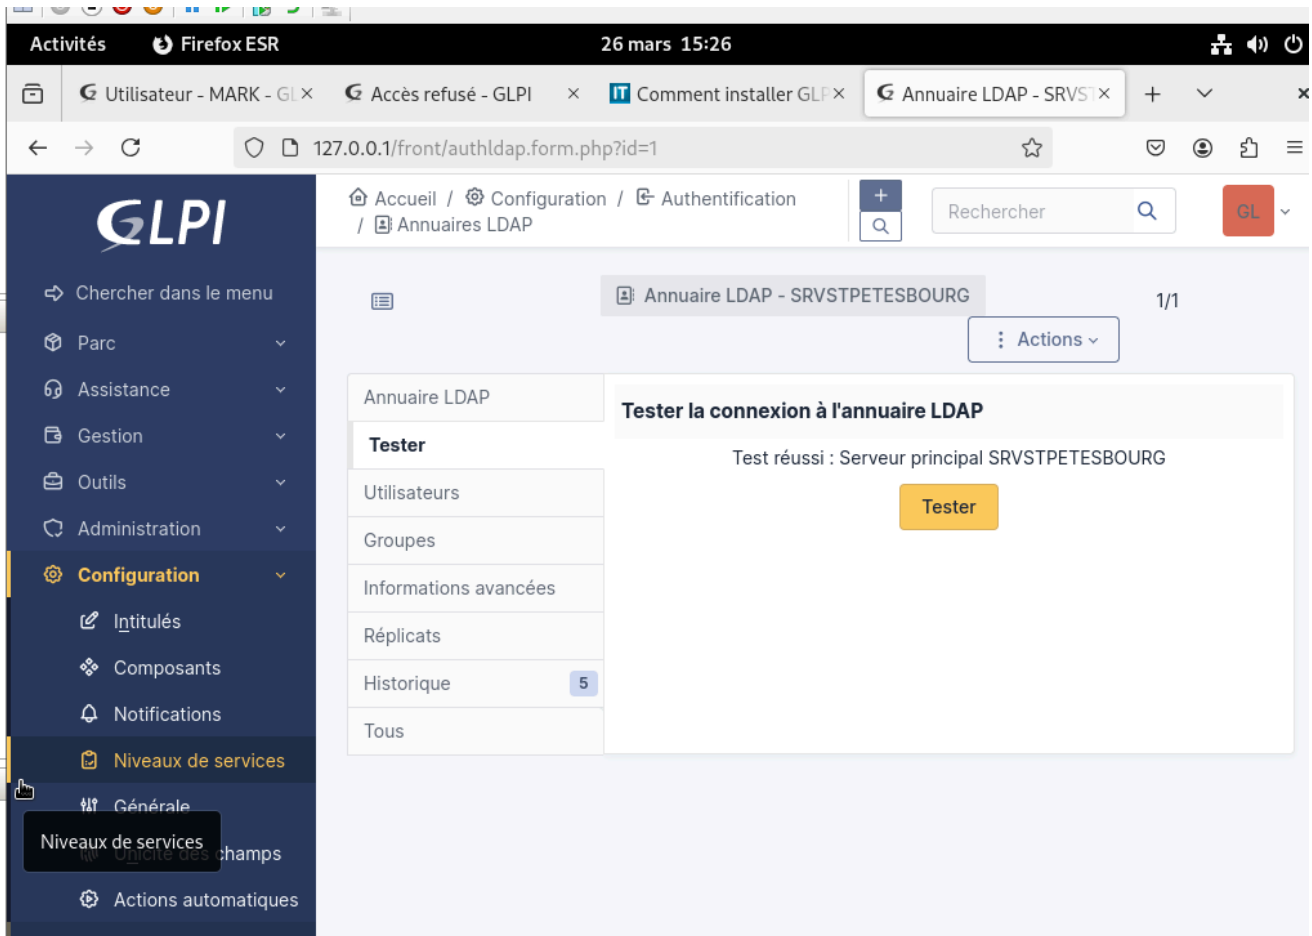 Activités Firefox ESR 26 mars 15:26
Utilisateur - MARK - GL Accès refusé - GLPI Comment installer GLP Annuaire LDAP - SRVST
127.0.0.1/front/authldap.form.php?id=1
GLPI
Accueil / Configuration / Authentification
/ Annuaires LDAP
Rechercher
GL
Chercher dans le menu
Parc
Assistance
Gestion
Outils
Administration
Configuration
Intitulés
Composants
Notifications
Niveaux de services
Générale
Niveaux de services
Unicité des champs
Actions automatiques
Annuaire LDAP - SRVSTPETESBOURG
1/1
Actions
Annuaire LDAP
Tester
Utilisateurs
Groupes
Informations avancées
Réplicats
Historique 5
Tous
Tester la connexion à l'annuaire LDAP
Test réussi : Serveur principal SRVSTPETESBOURG
Tester